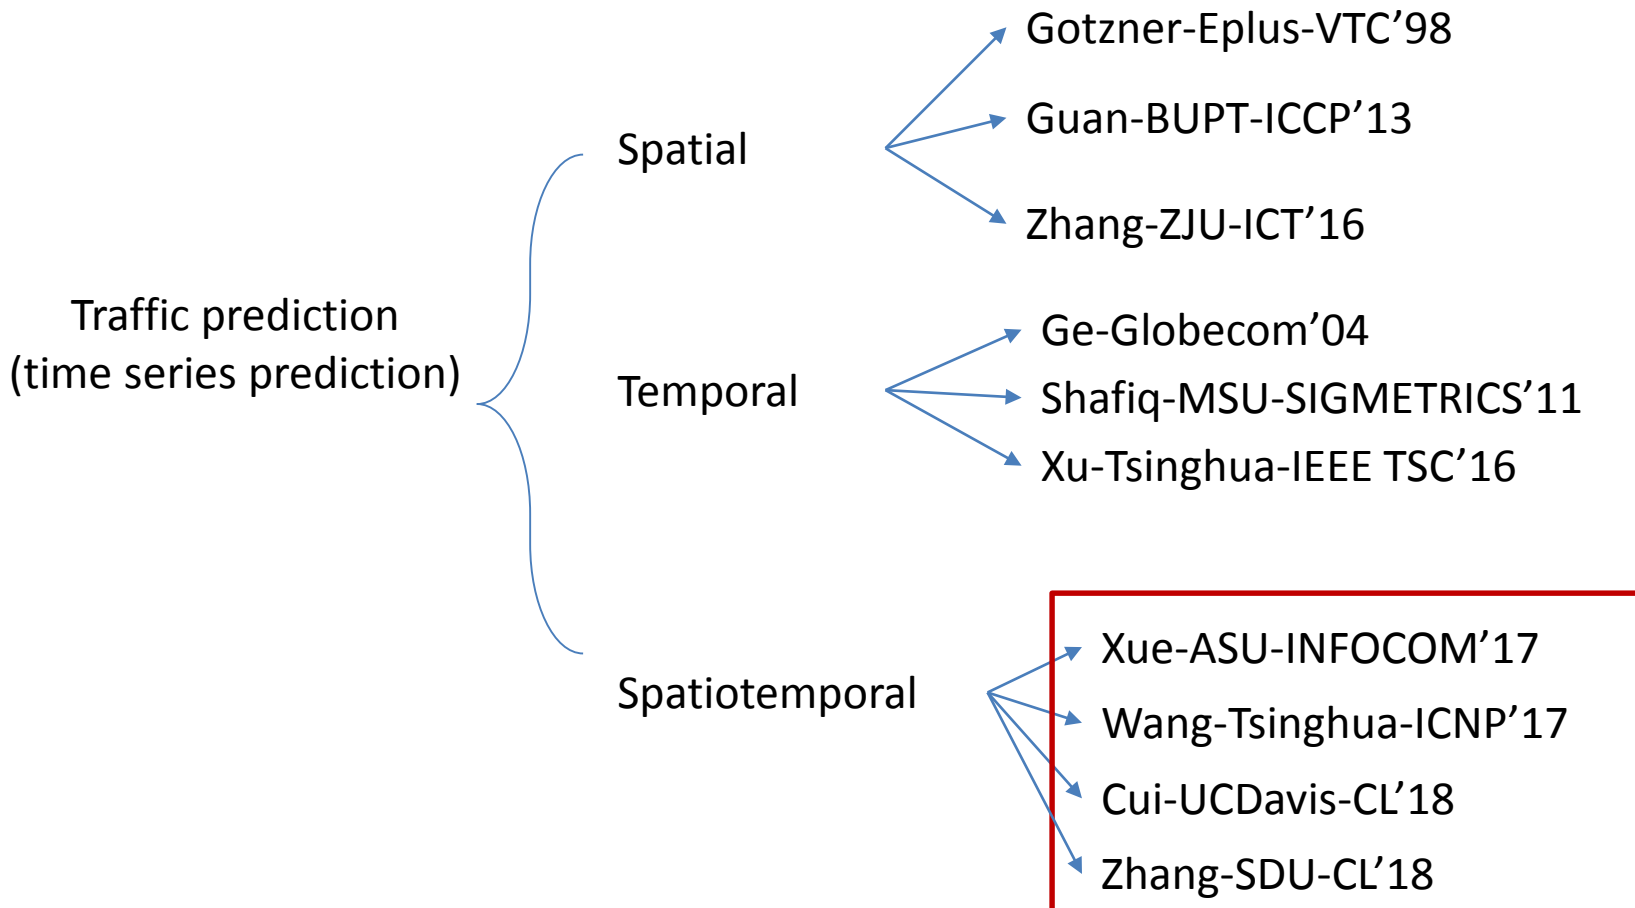 Traffic prediction
(time series prediction)
Spatial
Gotzner-Eplus-VTC’98
Guan-BUPT-ICCP’13
Zhang-ZJU-ICT’16
Temporal
Ge-Globecom’04
Shafiq-MSU-SIGMETRICS’11
Xu-Tsinghua-IEEE TSC’16
Spatiotemporal
Xue-ASU-INFOCOM’17
Wang-Tsinghua-ICNP’17
Cui-UCDavis-CL’18
Zhang-SDU-CL’18